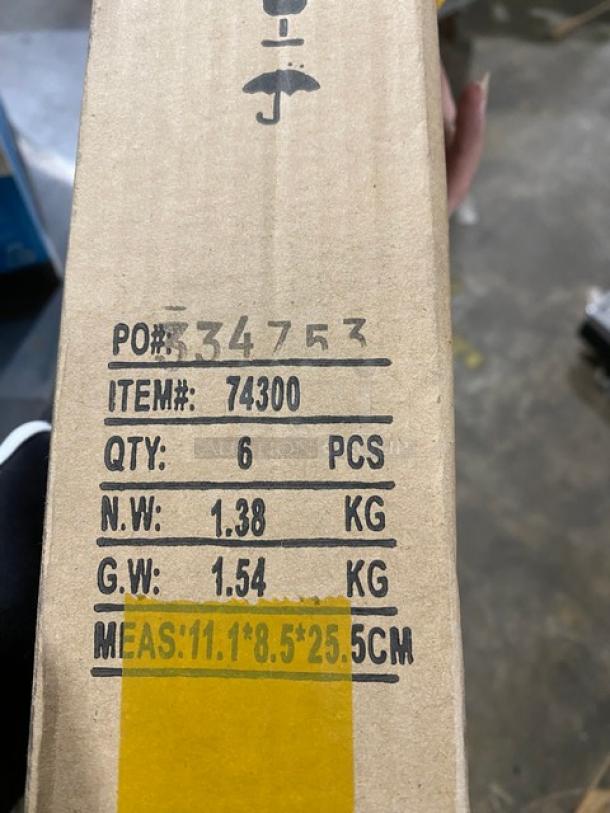 PO#: 334753
ITEM#: 74300
QTY: 6 PCS
N.W: 1.38 KG
G.W: 1.54 KG
MEAS:'11.1*8.5*25.5CM